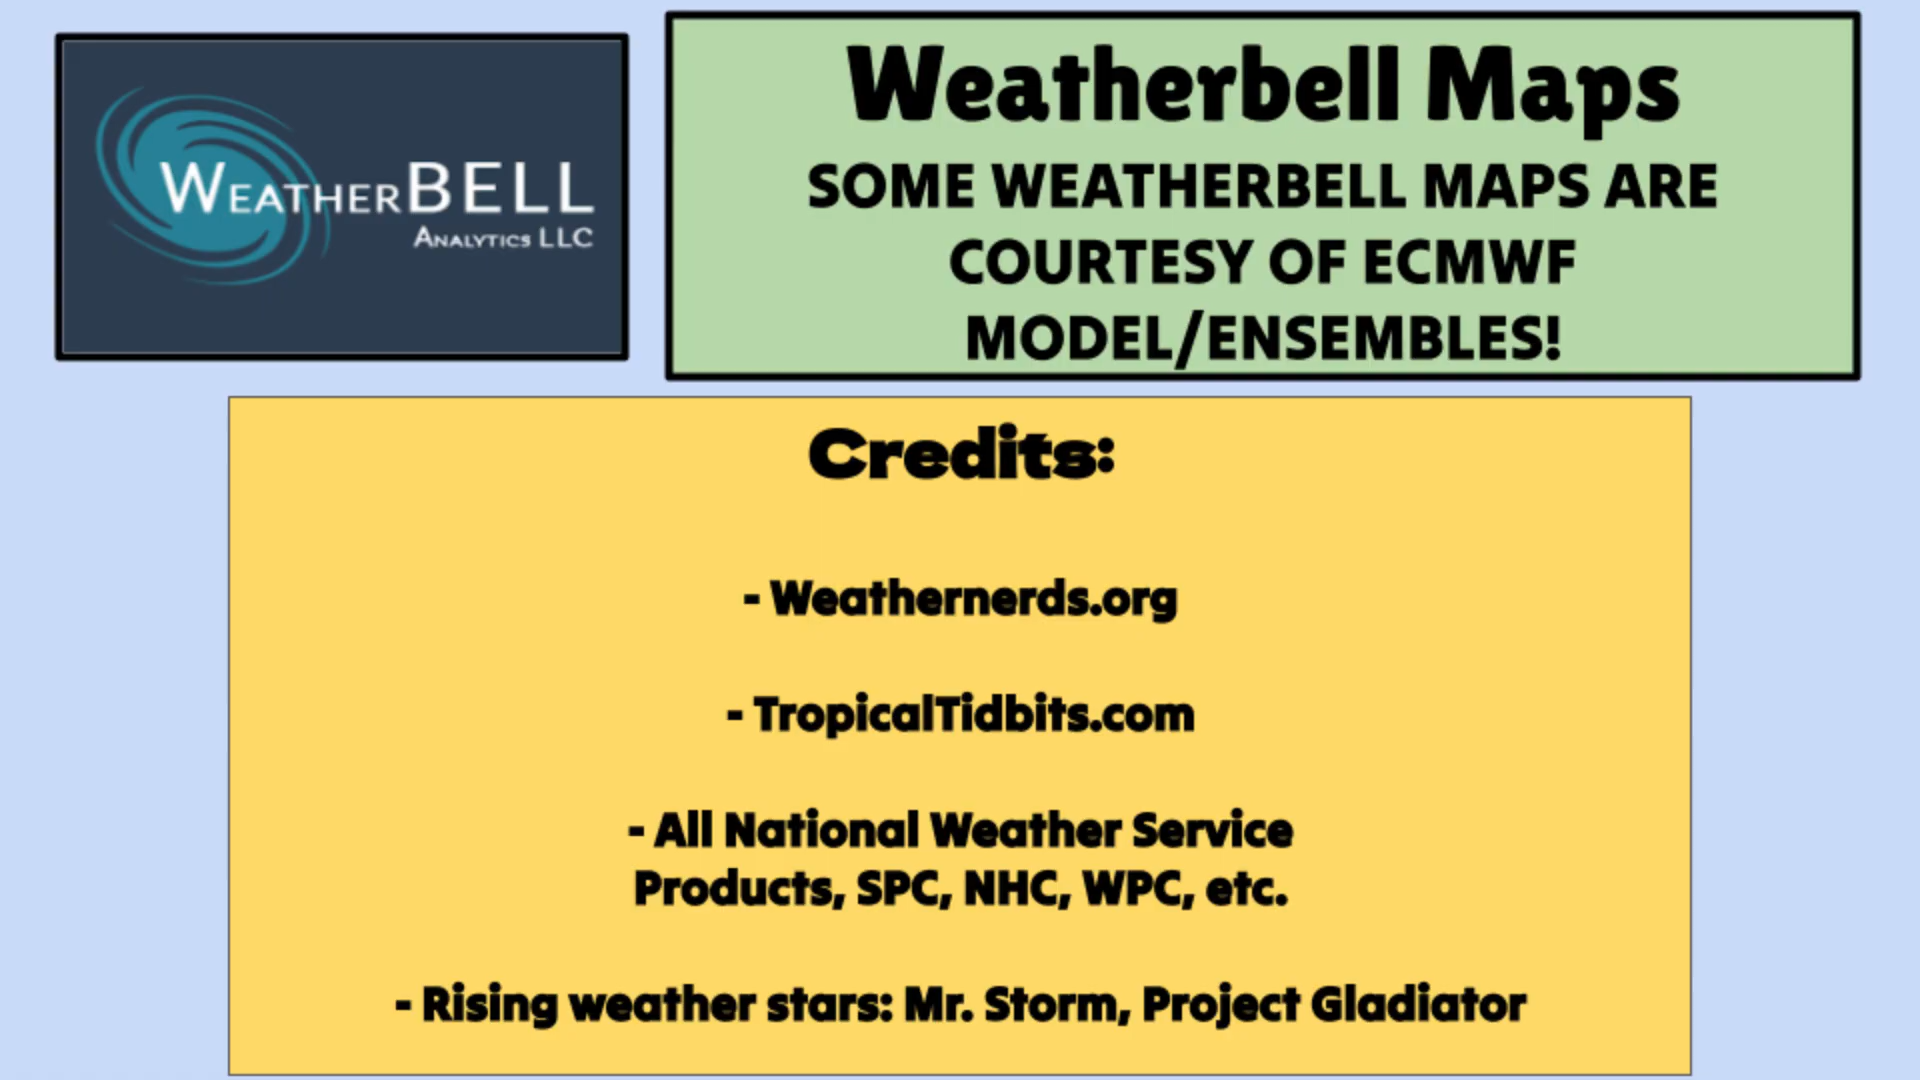 WEATHERBELL
ANALYTICS LLC
Weatherbell Maps
SOME WEATHERBELL MAPS ARE
COURTESY OF ECMWF
MODEL/ENSEMBLES!
Credits:
- Weathernerds.org
- TropicalTidbits.com
- All National Weather Service
Products, SPC, NHC, WPC, etc.
- Rising weather stars: Mr. Storm, Project Gladiator